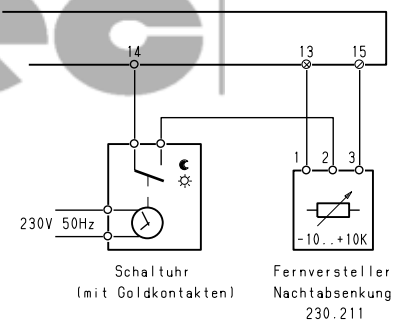 14
13
15
1
2
3
230V 50Hz
-10..+10K
Schaltuhr
(mit Goldkontakten)
Fernversteller
Nachtabsenkung
230.211